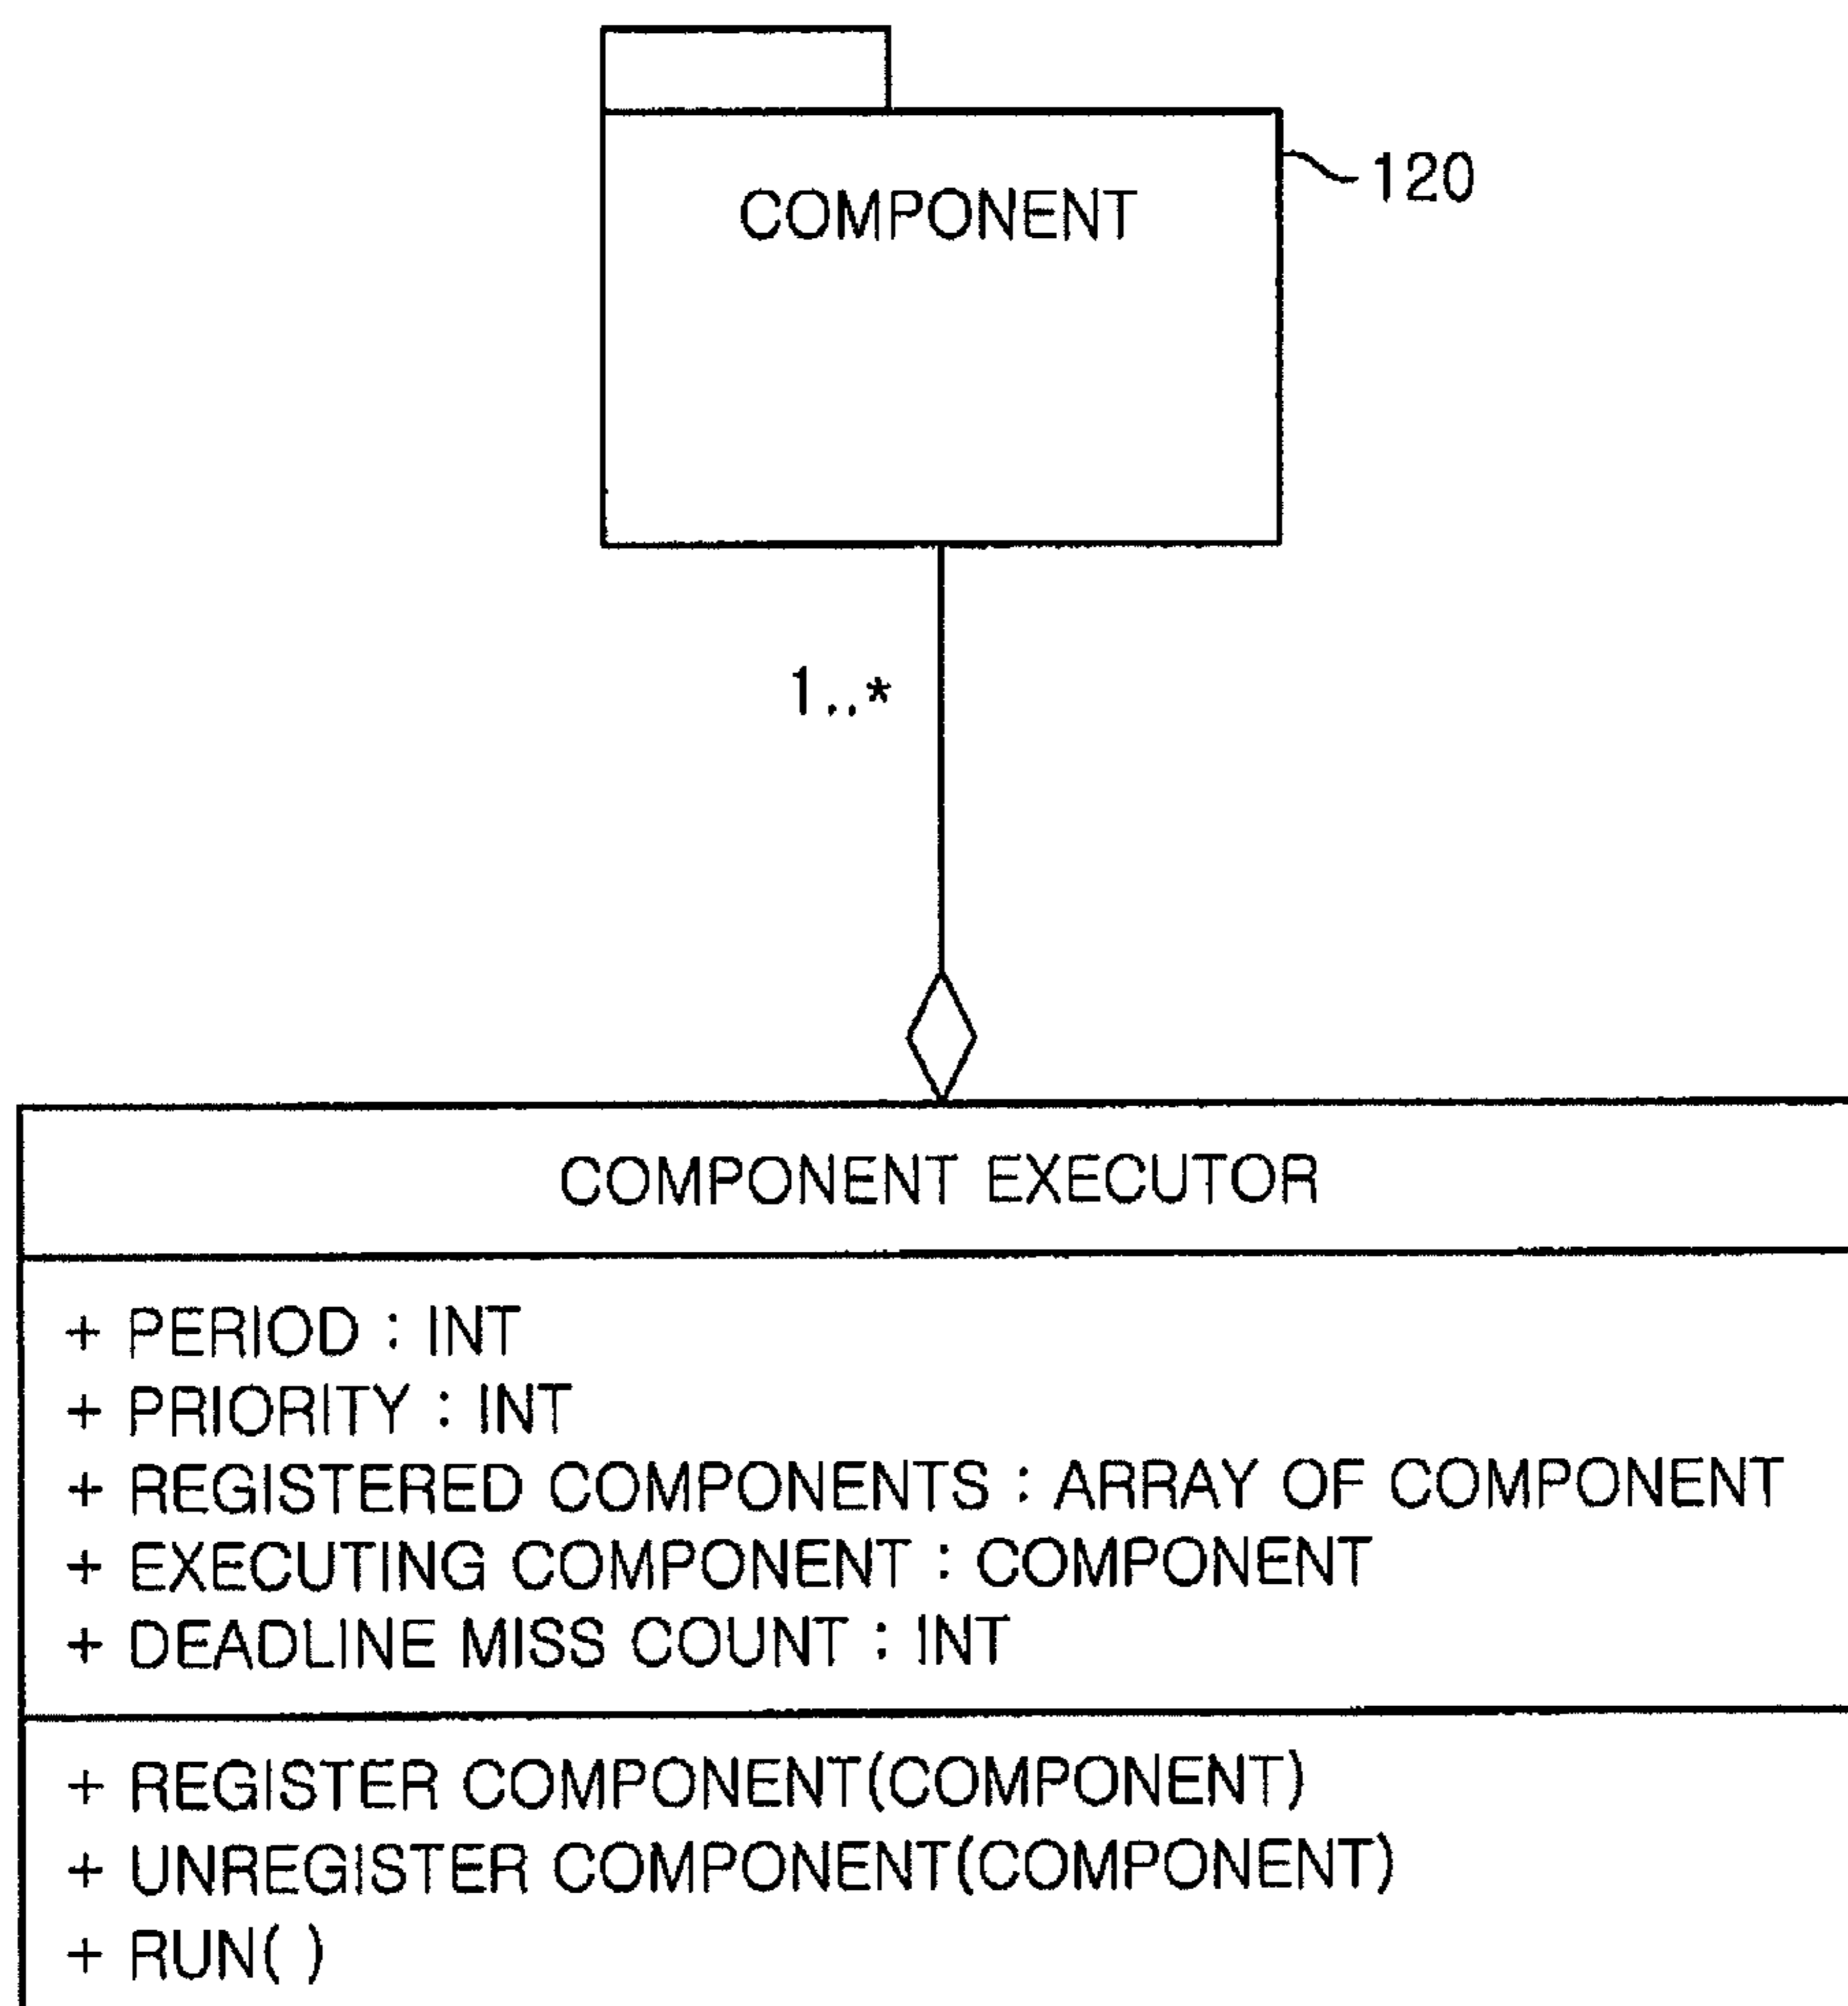 COMPONENT
120
1..*
COMPONENT EXECUTOR
+ PERIOD : INT
+ PRIORITY : INT
+ REGISTERED COMPONENTS : ARRAY OF COMPONENT
+ EXECUTING COMPONENT : COMPONENT
+ DEADLINE MISS COUNT : INT
+ REGISTER COMPONENT(COMPONENT)
+ UNREGISTER COMPONENT(COMPONENT)
+ RUN( )